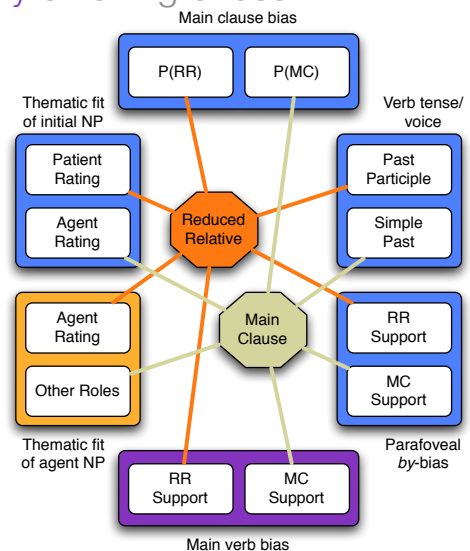 Main clause bias
P(RR)
P(MC)
Thematic fit
of initial NP
Verb tense/
voice
Patient
Rating
Agent
Rating
Past
Participle
Simple
Past
Reduced
Relative
Main
Clause
Agent
Rating
Other Roles
RR
Support
MC
Support
Thematic fit
of agent NP
Parafoveal
by-bias
RR
Support
MC
Support
Main verb bias